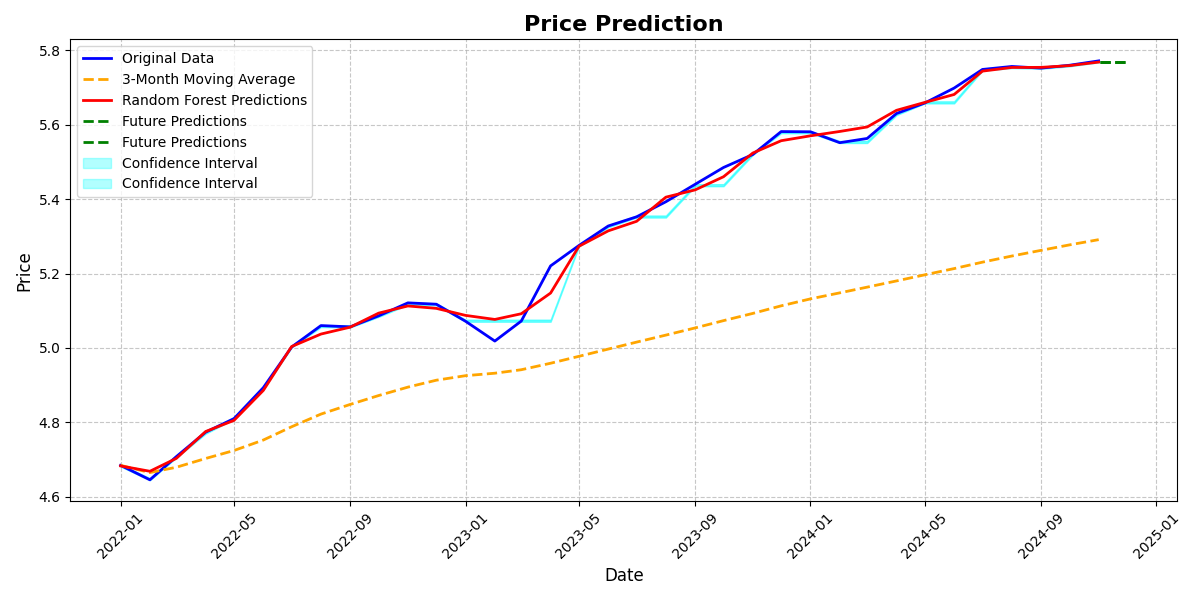 Price Prediction
Original Data
3-Month Moving Average
Random Forest Predictions
Future Predictions
Future Predictions
Confidence Interval
Confidence Interval
5.8
5.6
5.4
5.2
5.0
4.8
4.6
Price
2022-01
2022-05
2022-09
2023-01
2023-05
2023-09
2024-01
2024-05
2024-09
2025-01
Date